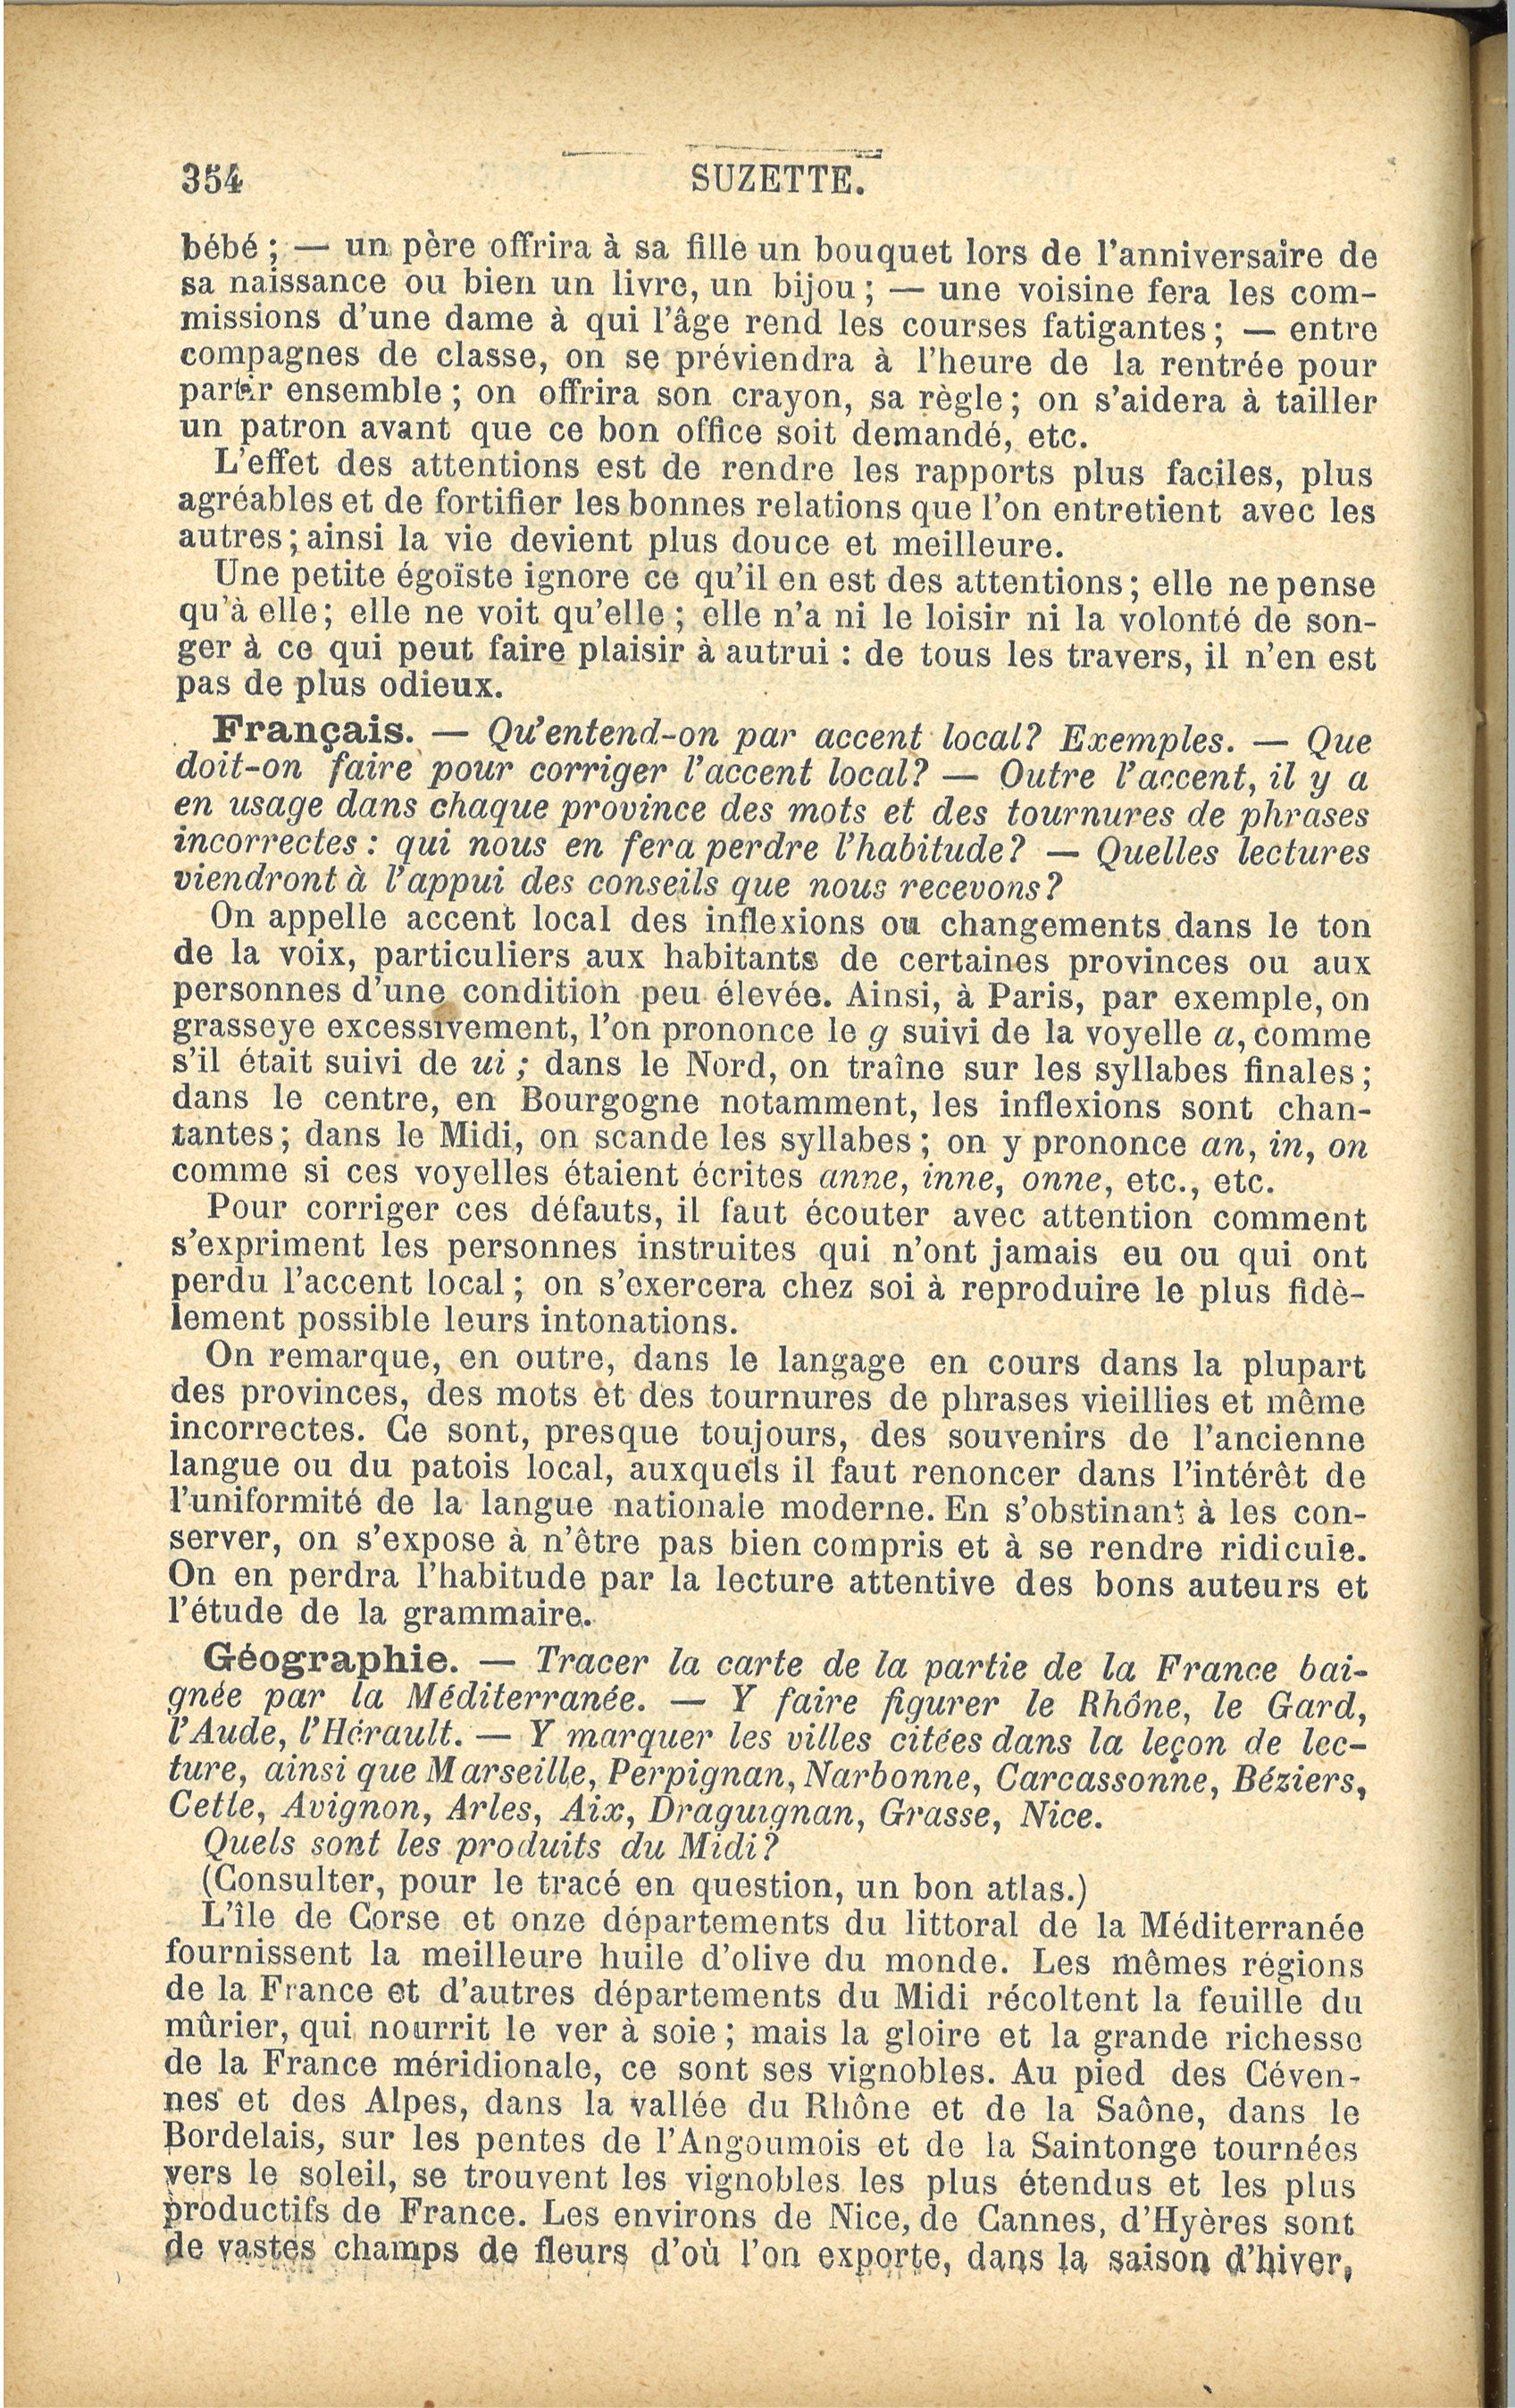 354 SUZETTE.
bébé ; — un père offrira à sa fille un bouquet lors de l'anniversaire de
sa naissance ou bien un livre, un bijou ; — une voisine fera les com-
missions d'une dame à qui l'âge rend les courses fatigantes ; — entre
compagnes de classe, on se préviendra à l'heure de la rentrée pour
partir ensemble ; on offrira son crayon, sa règle ; on s'aidera à tailler
un patron avant que ce bon office soit demandé, etc.
L'effet des attentions est de rendre les rapports plus faciles, plus
agréables et de fortifier les bonnes relations que l'on entretient avec les
autres ; ainsi la vie devient plus douce et meilleure.
Une petite égoïste ignore ce qu'il en est des attentions ; elle ne pense
qu'à elle ; elle ne voit qu'elle ; elle n'a ni le loisir ni la volonté de son-
ger à ce qui peut faire plaisir à autrui : de tous les travers, il n'en est
pas de plus odieux.
Français. — Qu'entend-on par accent local? Exemples. — Que
doit-on faire pour corriger l'accent local? — Outre l'accent, il y a
en usage dans chaque province des mots et des tournures de phrases
incorrectes : qui nous en fera perdre l'habitude? — Quelles lectures
viendront à l'appui des conseils que nous recevons?
On appelle accent local des inflexions ou changements dans le ton
de la voix, particuliers aux habitants de certaines provinces ou aux
personnes d'une condition peu élevée. Ainsi, à Paris, par exemple, on
grasseye excessivement, l'on prononce le g suivi de la voyelle a, comme
s'il était suivi de ui ; dans le Nord, on traîne sur les syllabes finales ;
dans le centre, en Bourgogne notamment, les inflexions sont chan-
tantes ; dans le Midi, on scande les syllabes ; on y prononce an, in, on
comme si ces voyelles étaient écrites anne, inne, onne, etc., etc.
Pour corriger ces défauts, il faut écouter avec attention comment
s'expriment les personnes instruites qui n'ont jamais eu ou qui ont
perdu l'accent local ; on s'exercera chez soi à reproduire le plus fidè-
lement possible leurs intonations.
On remarque, en outre, dans le langage en cours dans la plupart
des provinces, des mots et des tournures de phrases vieillies et même
incorrectes. Ce sont, presque toujours, des souvenirs de l'ancienne
langue ou du patois local, auxquels il faut renoncer dans l'intérêt de
l'uniformité de la langue nationale moderne. En s'obstinant à les con-
server, on s'expose à n'être pas bien compris et à se rendre ridicule.
On en perdra l'habitude par la lecture attentive des bons auteurs et
l'étude de la grammaire.
Géographie. — Tracer la carte de la partie de la France bai-
gnée par la Méditerranée. — Y faire figurer le Rhône, le Gard,
l'Aude, l'Hérault. — Y marquer les villes citées dans la leçon de lec-
ture, ainsi que Marseille, Perpignan, Narbonne, Carcassonne, Béziers,
Cette, Avignon, Arles, Aix, Draguignan, Grasse, Nice.
Quels sont les produits du Midi?
(Consulter, pour le tracé en question, un bon atlas.)
L'île de Corse et onze départements du littoral de la Méditerranée
fournissent la meilleure huile d'olive du monde. Les mêmes régions
de la France et d'autres départements du Midi récoltent la feuille du
mûrier, qui nourrit le ver à soie ; mais la gloire et la grande richesse
de la France méridionale, ce sont ses vignobles. Au pied des Céven-
nes et des Alpes, dans la vallée du Rhône et de la Saône, dans le
Bordelais, sur les pentes de l'Angoumois et de la Saintonge tournées
vers le soleil, se trouvent les vignobles les plus étendus et les plus
productifs de France. Les environs de Nice, de Cannes, d'Hyères sont
de vastes champs de fleurs d'où l'on exporte, dans la saison d'hiver,